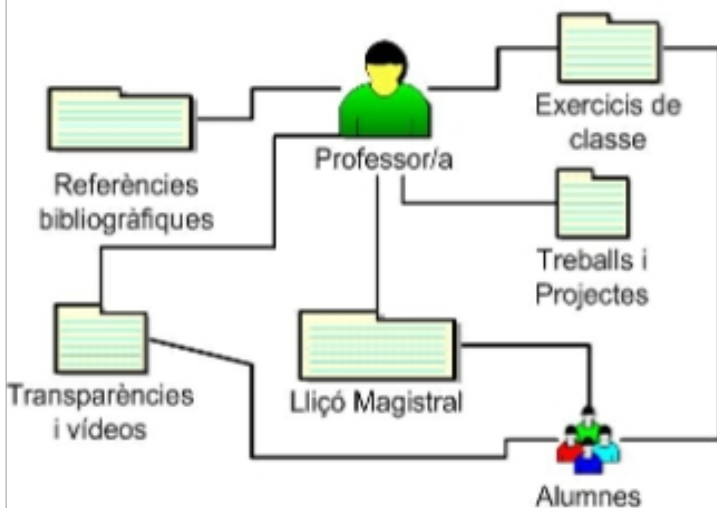 Exercicis de
classe
Professor/a
Referències
bibliogràfiques
Treballs i
Projectes
Transparències
i vídeos
Lliçó Magistral
Alumnes